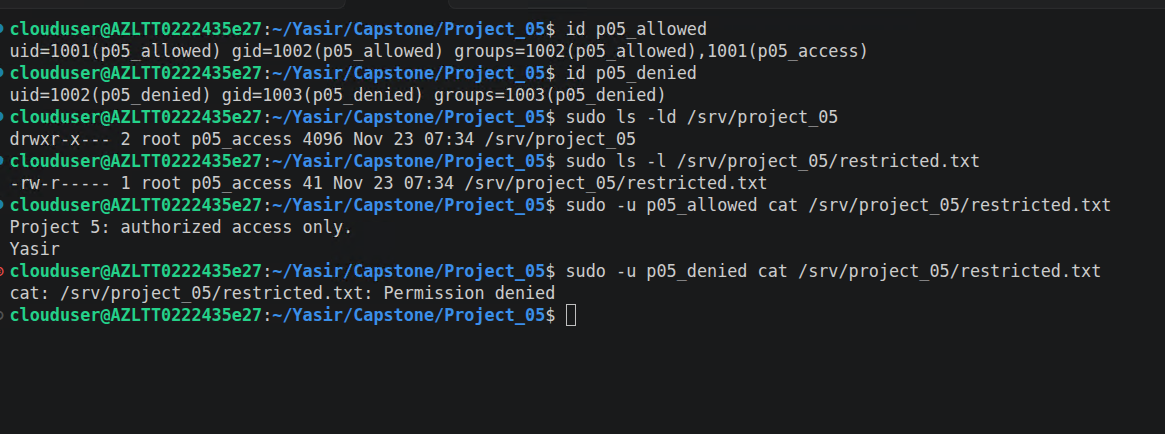 clouduser@AZLTT0222435e27:~/Yasir/Capstone/Project_05$ id p05_allowed
uid=1001(p05_allowed) gid=1002(p05_allowed) groups=1002(p05_allowed),1001(p05_access)
clouduser@AZLTT0222435e27:~/Yasir/Capstone/Project_05$ id p05_denied
uid=1002(p05_denied) gid=1003(p05_denied) groups=1003(p05_denied)
clouduser@AZLTT0222435e27:~/Yasir/Capstone/Project_05$ sudo ls -ld /srv/project_05
drwxr-x--- 2 root p05_access 4096 Nov 23 07:34 /srv/project_05
clouduser@AZLTT0222435e27:~/Yasir/Capstone/Project_05$ sudo ls -l /srv/project_05/restricted.txt
-rw-r----- 1 root p05_access 41 Nov 23 07:34 /srv/project_05/restricted.txt
clouduser@AZLTT0222435e27:~/Yasir/Capstone/Project_05$ sudo -u p05_allowed cat /srv/project_05/restricted.txt
Project 5: authorized access only.
Yasir
clouduser@AZLTT0222435e27:~/Yasir/Capstone/Project_05$ sudo -u p05_denied cat /srv/project_05/restricted.txt
cat: /srv/project_05/restricted.txt: Permission denied
clouduser@AZLTT0222435e27:~/Yasir/Capstone/Project_05$